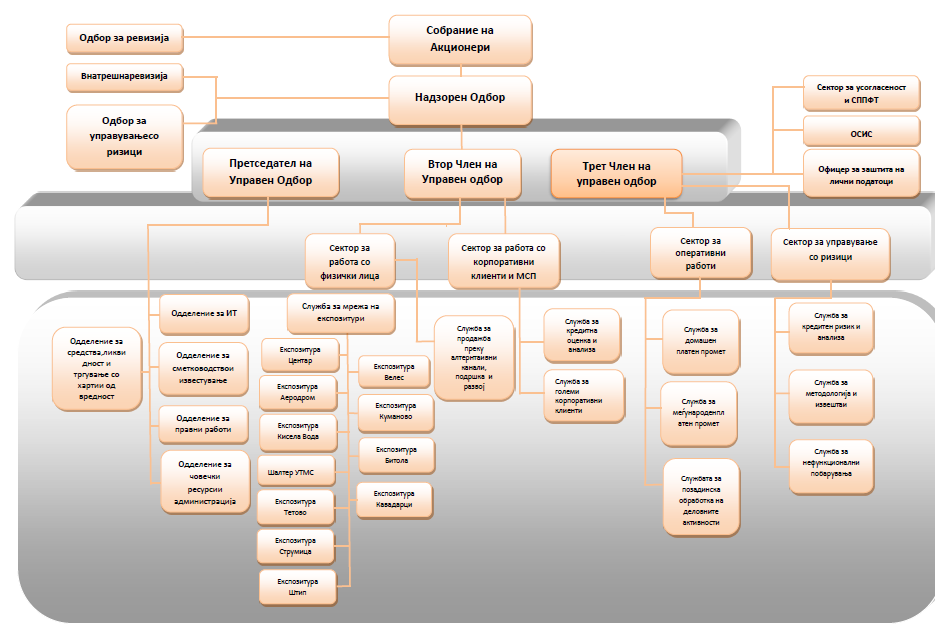 Собрание на
Акционери
Одбор за ревизија
Внатрешнаревизија
Надзорен Одбор
Одбор за
управувањесо
ризици
Сектор за усогласеност
и СППФТ
ОСИС
Офицер за заштита на
лични податоци
Претседател на
Управен Одбор
Втор Член на
Управен одбор
Трет Член на
управен одбор
Сектор за
работа со
физички лица
Сектор за работа со
корпоративни
клиенти и МСП
Сектор за
оперативни
работи
Сектор за управување
со ризици
Одделение за
средства,ликви
дност и
тргување со
хартии од
вредност
Одделение за ИТ
Одделение за
сметководствои
известување
Одделение за
правни работи
Одделение за
човечки
ресурсии
администрација
Служба за мрежа на
експозитури
Експозитура
Центар
Експозитура
Аеродром
Експозитура
Кисела Вода
Шалтер УТМС
Експозитура
Тетово
Експозитура
Струмица
Експозитура
Штип
Експозитура
Велес
Експозитура
Куманово
Експозитура
Битола
Експозитура
Кавадарци
Служба за
продажба
преку
алтернтаивни
канали,
подршка и
развој
Служба за
кредитна
оценка и
анализа
Служба за
големи
корпоративни
клиенти
Служба за
домашен
платен промет
Служба за
меѓународенпл
атен промет
Службата за
позадинска
обработка на
деловните
активности
Служба за
кредитен ризик и
анализа
Служба за
методологија и
извештаи
Служба за
нефункционални
побарувања